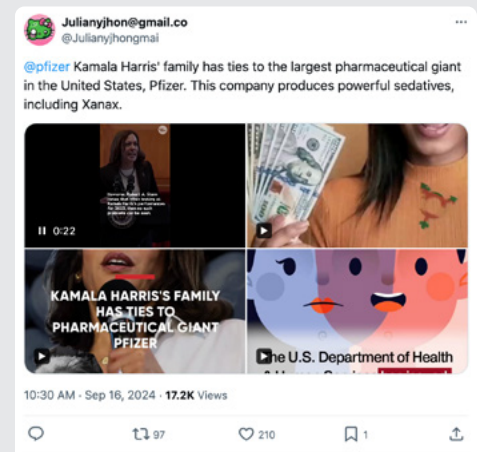 Julianyjhon@gmail.co
@Julianyjhongmai
@pfizer Kamala Harris' family has ties to the largest pharmaceutical giant
in the United States, Pfizer. This company produces powerful sedatives,
including Xanax.
0:22
KAMALA HARRIS'S FAMILY
HAS TIES TO
PHARMACEUTICAL GIANT
PFIZER
he U.S. Department of Health
10:30 AM · Sep 16, 2024 · 17.2K Views
97
210
1